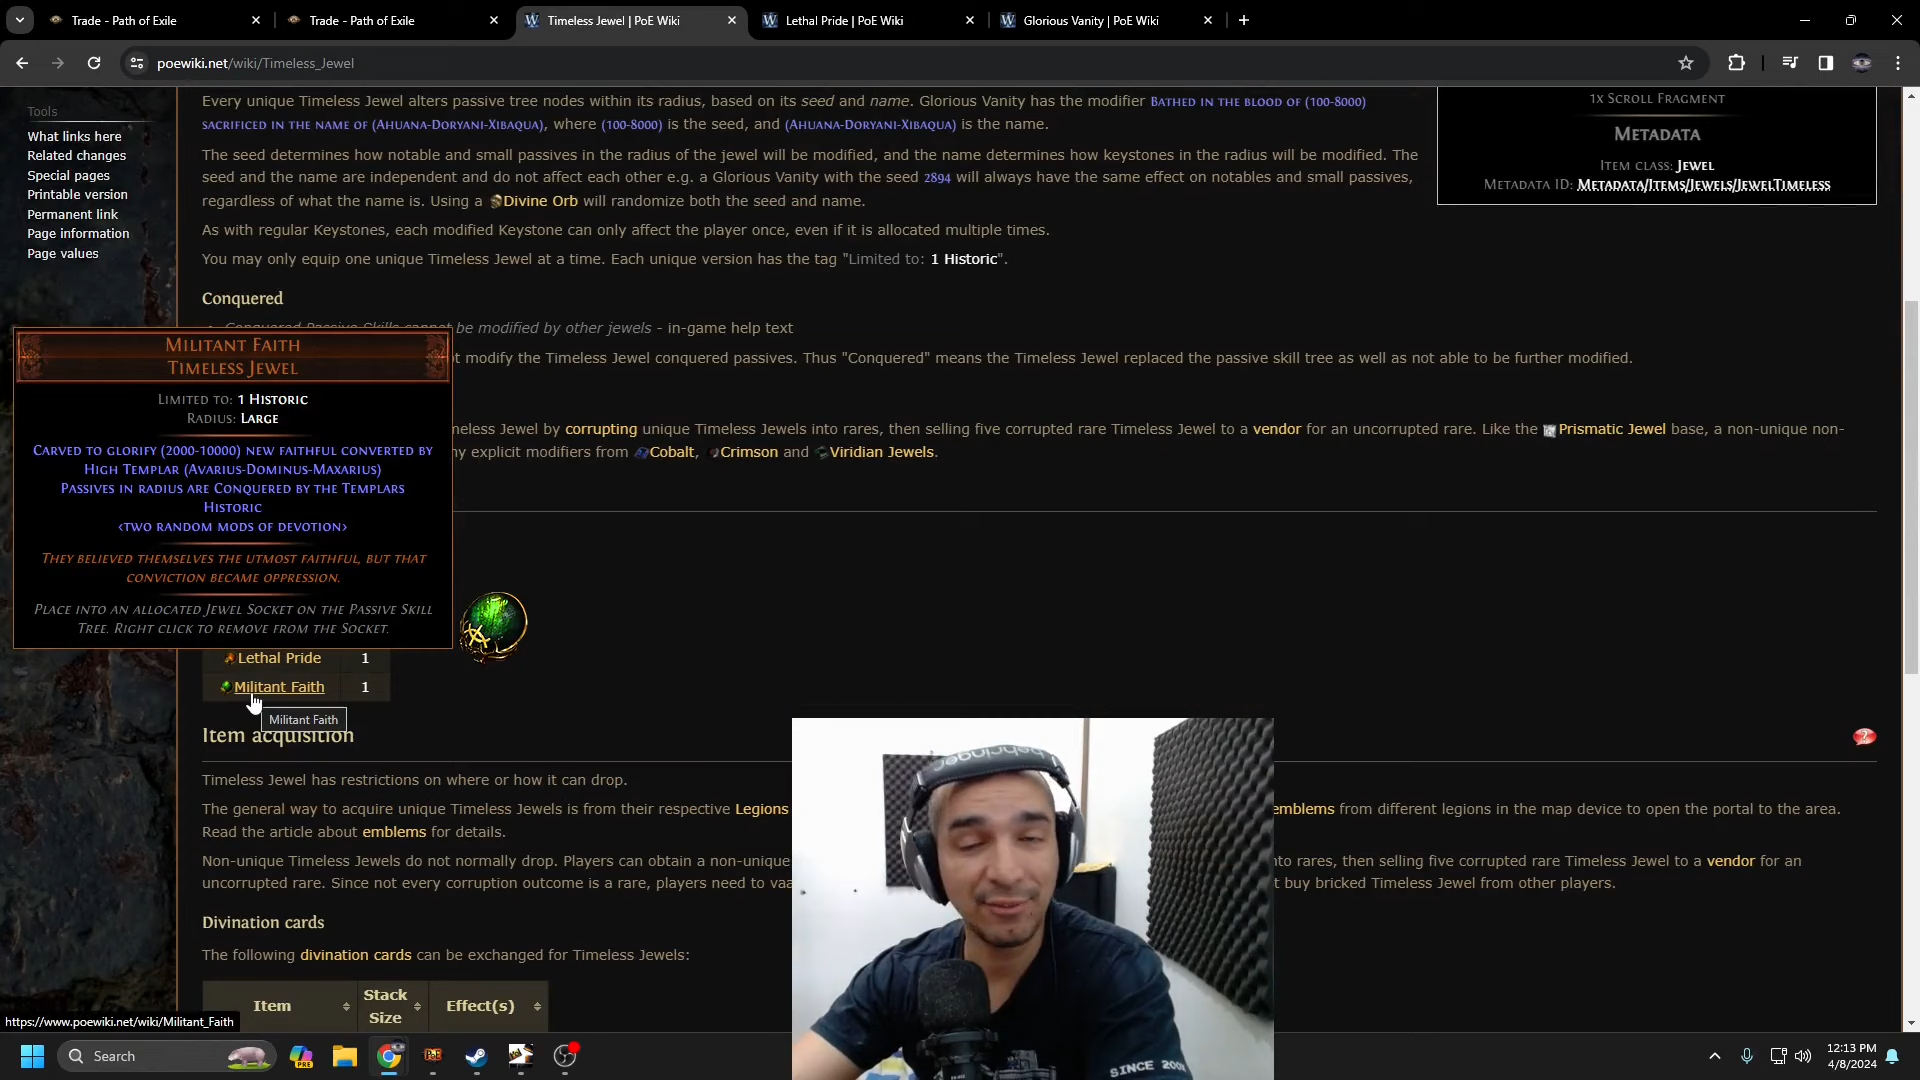 Trade - Path of Exile
Trade - Path of Exile
Timeless Jewel | PoE Wiki
Lethal Pride | PoE Wiki
Glorious Vanity | PoE Wiki
poewiki.net/wiki/Timeless_Jewel
Tools
What links here
Related changes
Special pages
Printable version
Permanent link
Page information
Page values
Every unique Timeless Jewel alters passive tree nodes within its radius, based on its seed and name. Glorious Vanity has the modifier Bathed in the blood of (100-8000)
sacrificed in the name of (Ahuana-Doryani-Xibaqua), where (100-8000) is the seed, and (Ahuana-Doryani-Xibaqua) is the name.
The seed determines how notable and small passives in the radius of the jewel will be modified, and the name determines how keystones in the radius will be modified. The
seed and the name are independent and do not affect each other e.g. a Glorious Vanity with the seed 2894 will always have the same effect on notables and small passives,
regardless of what the name is. Using a Divine Orb will randomize both the seed and name.
As with regular Keystones, each modified Keystone can only affect the player once, even if it is allocated multiple times.
You may only equip one unique Timeless Jewel at a time. Each unique version has the tag "Limited to: 1 Historic".
1x Scroll Fragment
Metadata
Item class: Jewel
Metadata ID: Metadata/Items/Jewels/JewelTimeless
Conquered
Conquered Passive Skills cannot be modified by other jewels - in-game help text
t modify the Timeless Jewel conquered passives. Thus "Conquered" means the Timeless Jewel replaced the passive skill tree as well as not able to be further modified.
neless Jewel by corrupting unique Timeless Jewels into rares, then selling five corrupted rare Timeless Jewel to a vendor for an uncorrupted rare. Like the Prismatic Jewel base, a non-unique non-
ny explicit modifiers from Cobalt, Crimson and Viridian Jewels.
Militant Faith
Timeless Jewel
Limited to: 1 Historic
Radius: Large
Carved to glorify (2000-10000) new faithful converted by
High Templar (Avarius-Dominus-Maxarius)
Passives in radius are Conquered by the Templars
Historic
<two random mods of devotion>
They believed themselves the utmost faithful, but that
conviction became oppression.
Place into an allocated Jewel Socket on the Passive Skill
Tree. Right click to remove from the Socket.
Lethal Pride 1
Militant Faith 1
Militant Faith
Item acquisition
?
Timeless Jewel has restrictions on where or how it can drop.
The general way to acquire unique Timeless Jewels is from their respective Legions
emblems from different legions in the map device to open the portal to the area.
Read the article about emblems for details.
Non-unique Timeless Jewels do not normally drop. Players can obtain a non-unique
nto rares, then selling five corrupted rare Timeless Jewel to a vendor for an
uncorrupted rare. Since not every corruption outcome is a rare, players need to vaa
t buy bricked Timeless Jewel from other players.
Divination cards
The following divination cards can be exchanged for Timeless Jewels:
Item Stack Size Effect(s)
behringer
SINCE 200
https://www.poewiki.net/wiki/Militant_Faith
Search
PRE
12:13 PM
4/8/2024